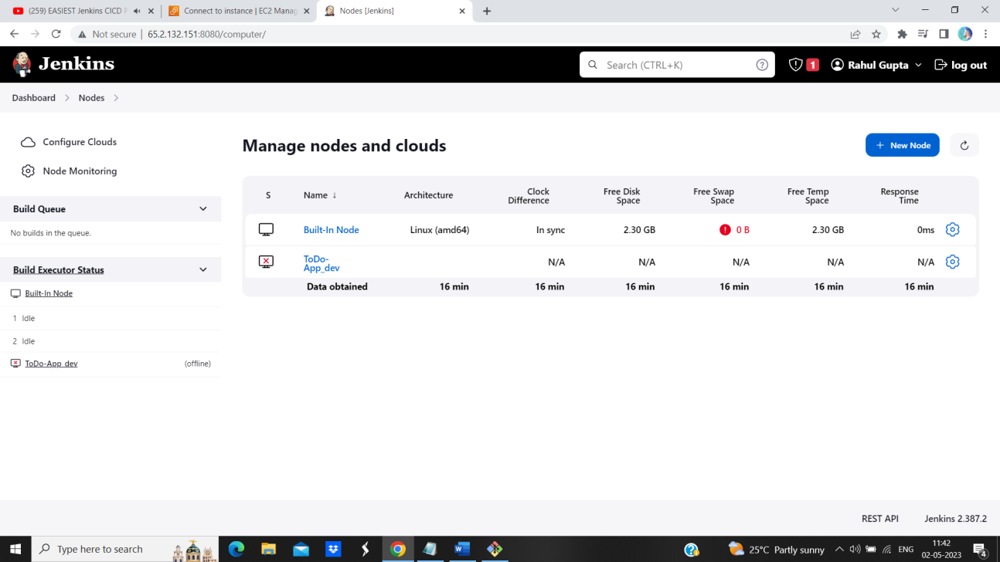 (259) EASIEST Jenkins CICD P
Connect to instance | EC2 Manag
Nodes [Jenkins]
Not secure | 65.2.132.151:8080/computer/
Jenkins
Search (CTRL+K)
1
Rahul Gupta
log out
Dashboard
Nodes
Configure Clouds
Node Monitoring
Build Queue
No builds in the queue.
Build Executor Status
Built-In Node
1 Idle
2 Idle
ToDo-App_dev (offline)
Manage nodes and clouds
+ New Node
S Name ↓ Architecture Clock Difference Free Disk Space Free Swap Space Free Temp Space Response Time
Built-In Node Linux (amd64) In sync 2.30 GB 0 B 2.30 GB 0ms
ToDo-App_dev N/A N/A N/A N/A N/A
Data obtained 16 min 16 min 16 min 16 min 16 min 16 min
REST API Jenkins 2.387.2
Type here to search
25°C Partly sunny
ENG
11:42
02-05-2023
4